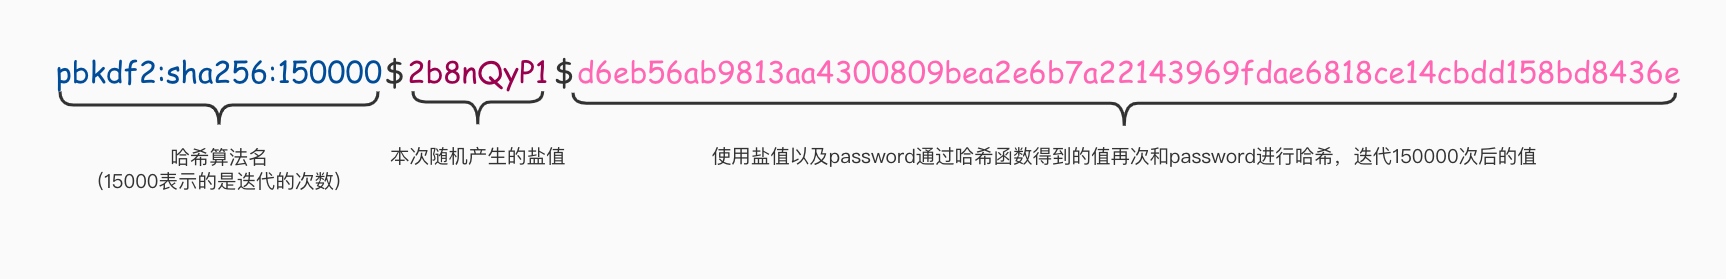 pbkdf2:sha256:150000$2b8nQyP1$d6eb56ab9813aa4300809bea2e6b7a22143969fdae6818ce14cbdd158bd8436e
哈希算法名
（15000表示的是迭代的次数）
本次随机产生的盐值
使用盐值以及password通过哈希函数得到的值再次和password进行哈希，迭代150000次后的值